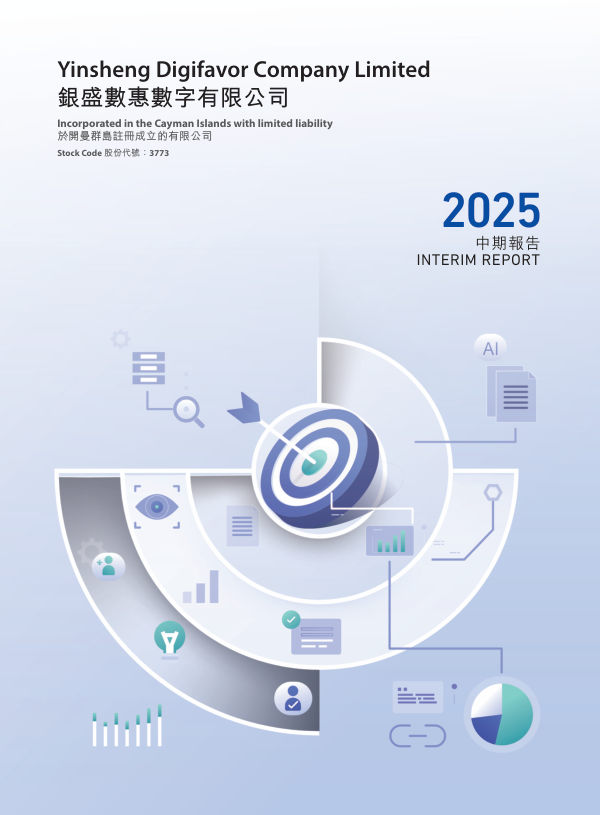 Yinsheng Digifavor Company Limited
銀盛數惠數字有限公司
Incorporated in the Cayman Islands with limited liability
於開曼群島註冊成立的有限公司
Stock Code 股份代號：3773
2025
中期報告
INTERIM REPORT
AI